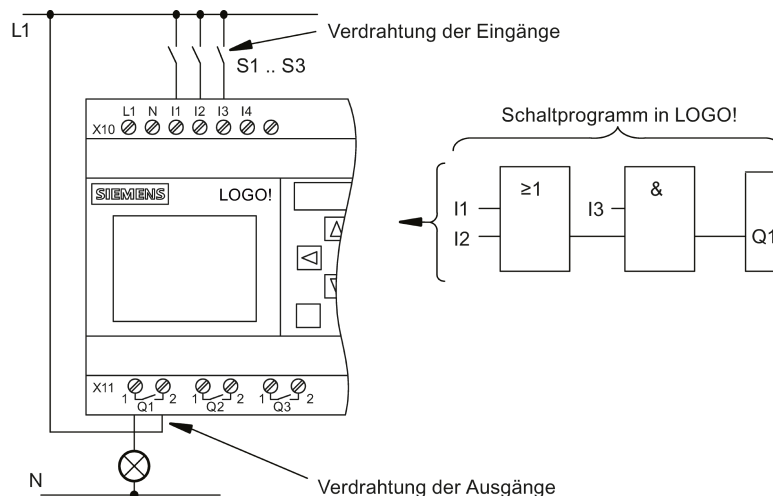 L1
Verdrahtung der Eingänge
S1 .. S3
L1 N I1 I2 I3 I4
X10
SIEMENS LOGO!
X11
1 2 1 2 1 2
Q1 Q2 Q3
N
Verdrahtung der Ausgänge
Schaltprogramm in LOGO!
≥1 &
I1 I3
I2 Q1